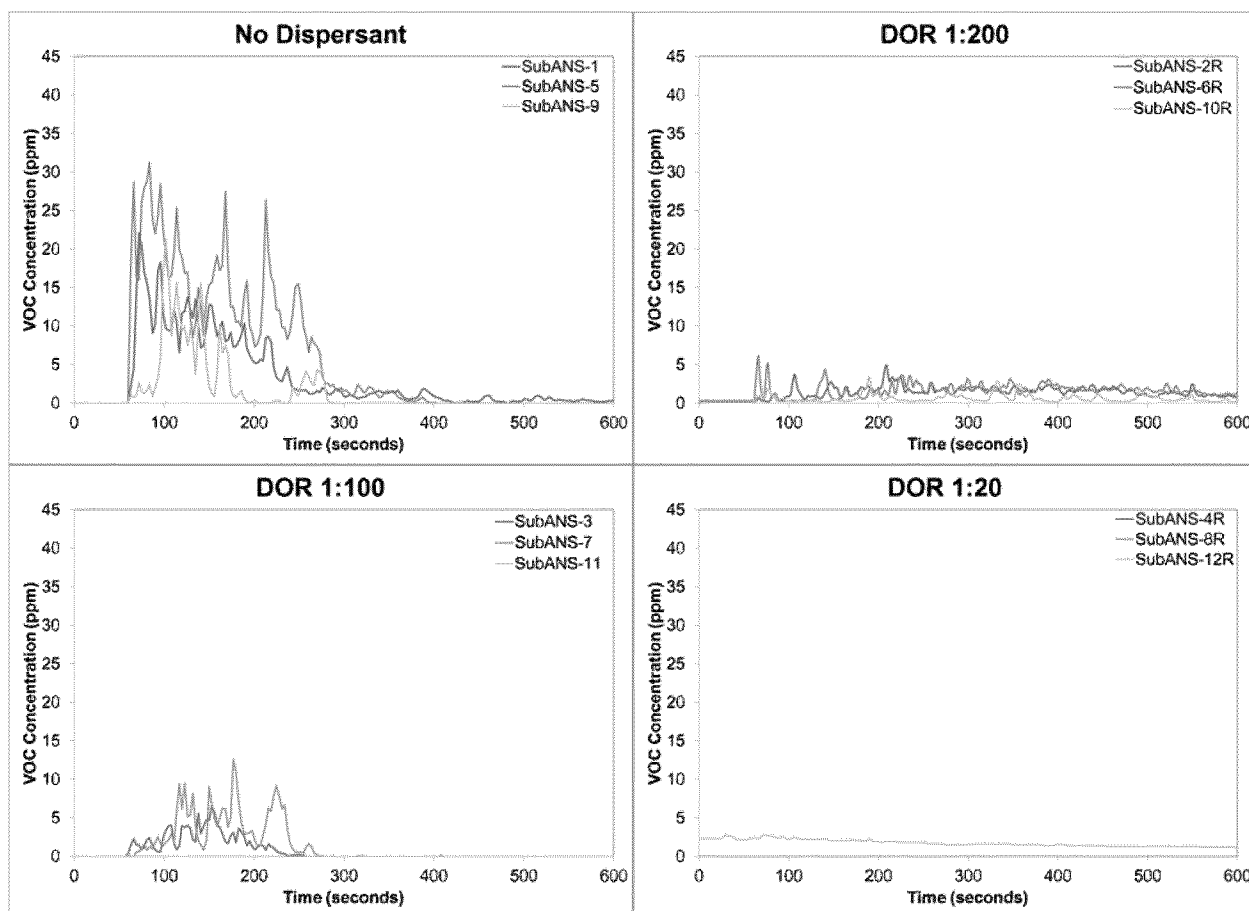 No Dispersant
45
40
35
30
25
20
15
10
5
0
VOC Concentration (ppm)
SubANS-1
SubANS-5
SubANS-9
0 100 200 300 400 500 600
Time (seconds)
DOR 1:200
45
40
35
30
25
20
15
10
5
0
VOC Concentration (ppm)
SubANS-2R
SubANS-6R
SubANS-10R
0 100 200 300 400 500 600
Time (seconds)
DOR 1:100
45
40
35
30
25
20
15
10
5
0
VOC Concentration (ppm)
SubANS-3
SubANS-7
SubANS-11
0 100 200 300 400 500 600
Time (seconds)
DOR 1:20
45
40
35
30
25
20
15
10
5
0
VOC Concentration (ppm)
SubANS-4R
SubANS-8R
SubANS-12R
0 100 200 300 400 500 600
Time (seconds)